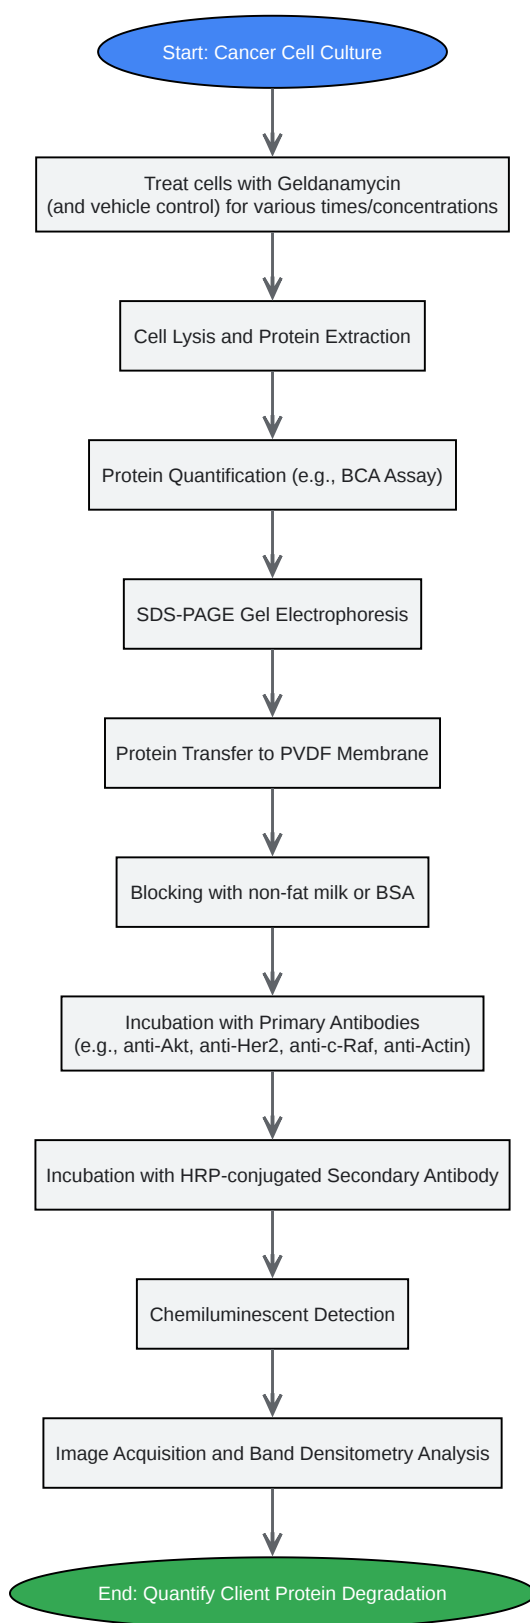 Start: Cancer Cell Culture
Treat cells with Geldanamycin
(and vehicle control) for various times/concentrations
Cell Lysis and Protein Extraction
Protein Quantification (e.g., BCA Assay)
SDS-PAGE Gel Electrophoresis
Protein Transfer to PVDF Membrane
Blocking with non-fat milk or BSA
Incubation with Primary Antibodies
(e.g., anti-Akt, anti-Her2, anti-c-Raf, anti-Actin)
Incubation with HRP-conjugated Secondary Antibody
Chemiluminescent Detection
Image Acquisition and Band Densitometry Analysis
End: Quantify Client Protein Degradation